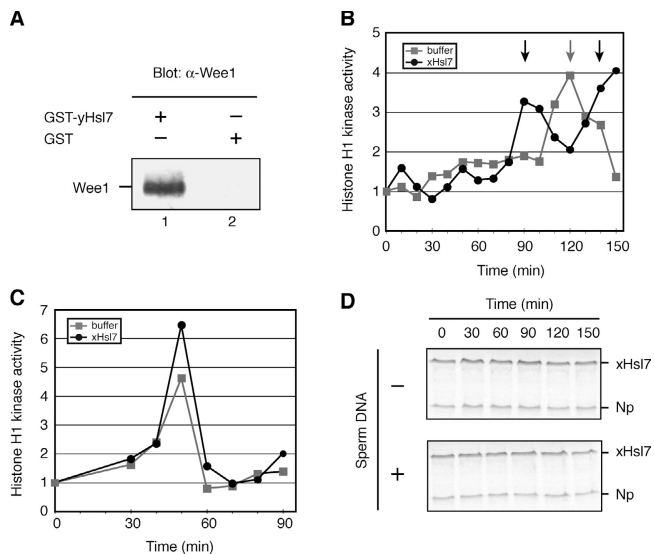 A
Blot: α-Wee1
GST-yHsl7 + −
GST − +
Wee1
1 2
B
Histone H1 kinase activity
5
4
3
2
1
0
buffer
xHsl7
0 30 60 90 120 150
Time (min)
C
Histone H1 kinase activity
7
6
5
4
3
2
1
0
buffer
xHsl7
0 30 60 90
Time (min)
D
Time (min)
0 30 60 90 120 150
Sperm DNA
−
xHsl7
Np
+
xHsl7
Np